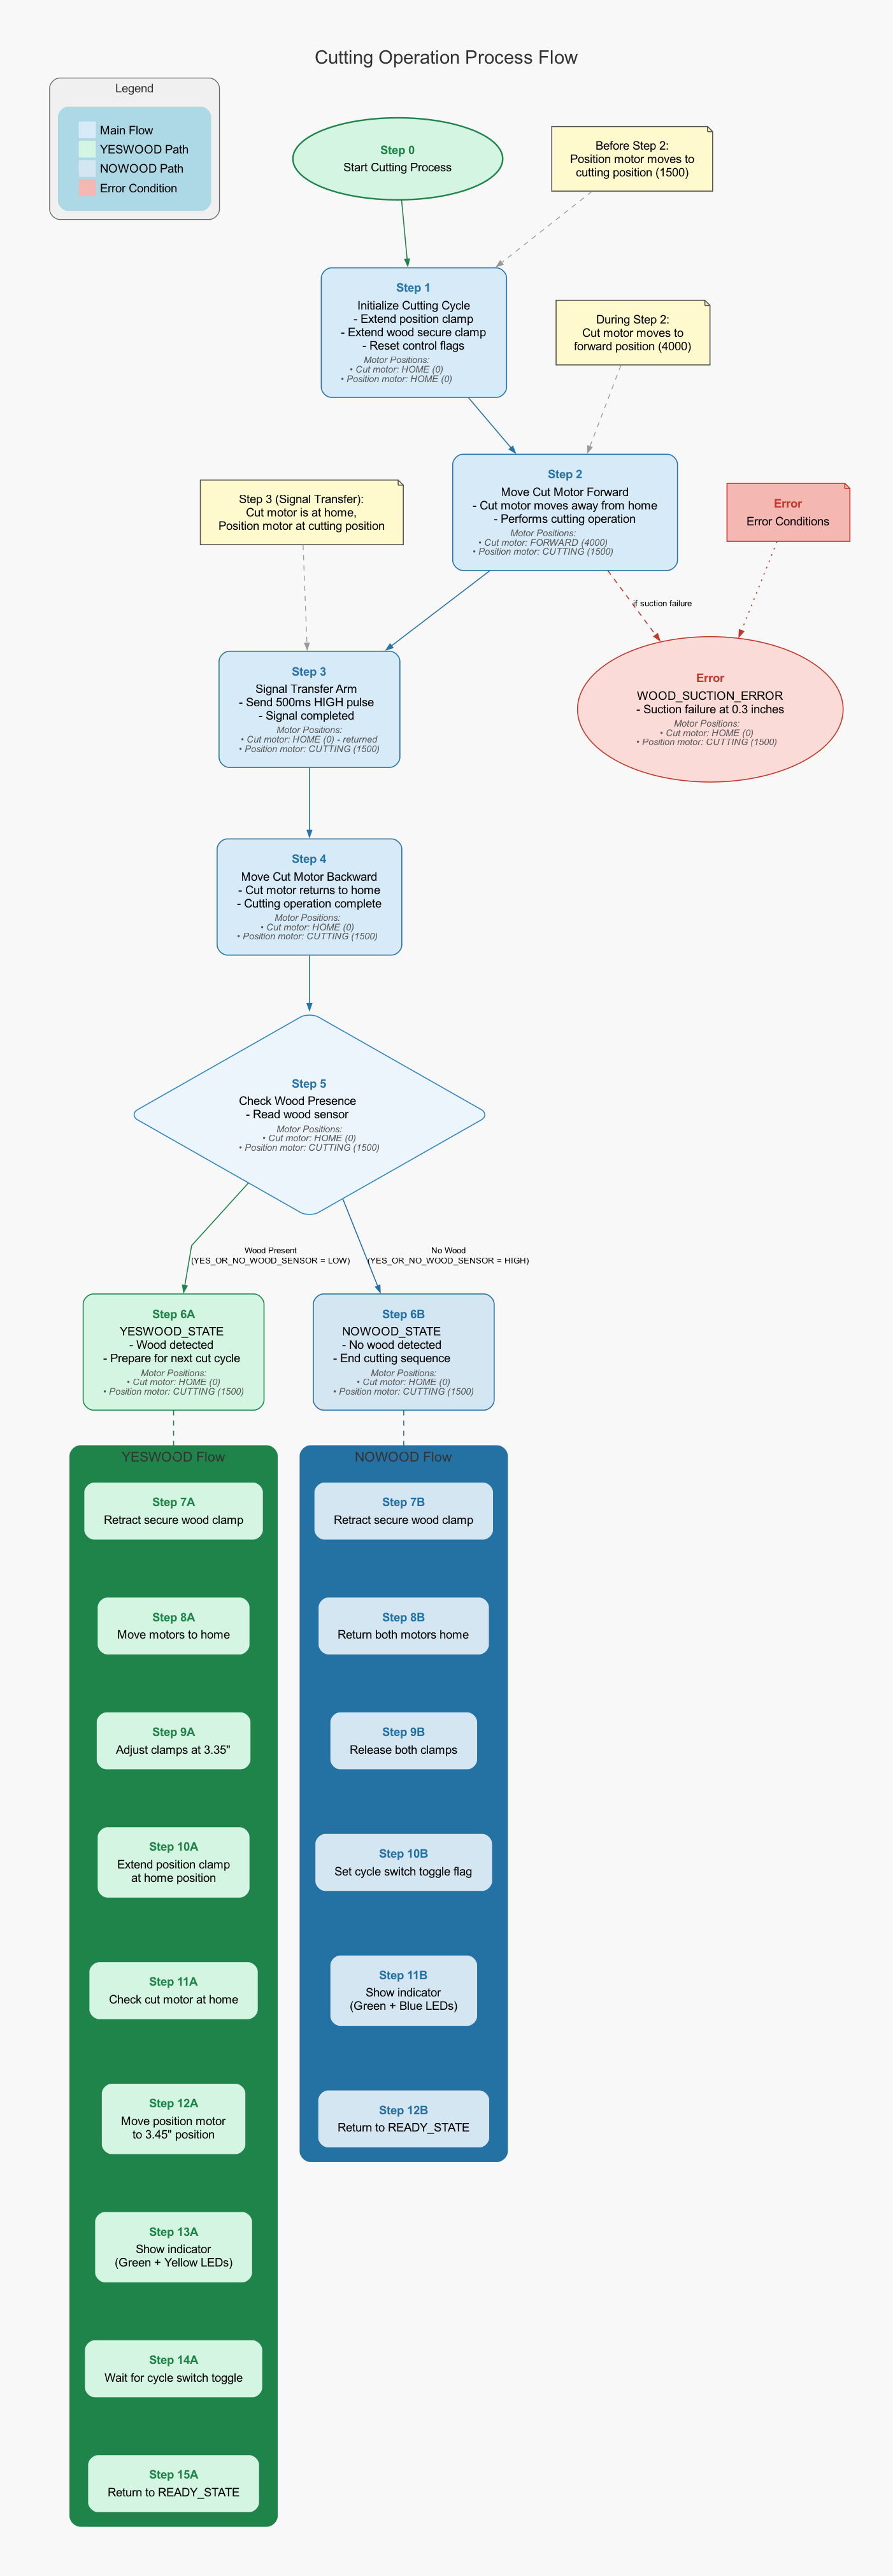 Cutting Operation Process Flow
Legend
Main Flow
YESWOOD Path
NOWOOD Path
Error Condition
Step 0
Start Cutting Process
Before Step 2:
Position motor moves to
cutting position (1500)
Step 1
Initialize Cutting Cycle
- Extend position clamp
- Extend wood secure clamp
- Reset control flags
Motor Positions:
• Cut motor: HOME (0)
• Position motor: HOME (0)
During Step 2:
Cut motor moves to
forward position (4000)
Step 2
Move Cut Motor Forward
- Cut motor moves away from home
- Performs cutting operation
Motor Positions:
• Cut motor: FORWARD (4000)
• Position motor: CUTTING (1500)
Step 3 (Signal Transfer):
Cut motor is at home,
Position motor at cutting position
Error
Error Conditions
if suction failure
Step 3
Signal Transfer Arm
- Send 500ms HIGH pulse
- Signal completed
Motor Positions:
• Cut motor: HOME (0) - returned
• Position motor: CUTTING (1500)
Error
WOOD_SUCTION_ERROR
- Suction failure at 0.3 inches
Motor Positions:
• Cut motor: HOME (0)
• Position motor: CUTTING (1500)
Step 4
Move Cut Motor Backward
- Cut motor returns to home
- Cutting operation complete
Motor Positions:
• Cut motor: HOME (0)
• Position motor: CUTTING (1500)
Step 5
Check Wood Presence
- Read wood sensor
Motor Positions:
• Cut motor: HOME (0)
• Position motor: CUTTING (1500)
Wood Present
(YES_OR_NO_WOOD_SENSOR = LOW)
No Wood
(YES_OR_NO_WOOD_SENSOR = HIGH)
Step 6A
YESWOOD_STATE
- Wood detected
- Prepare for next cut cycle
Motor Positions:
• Cut motor: HOME (0)
• Position motor: CUTTING (1500)
Step 6B
NOWOOD_STATE
- No wood detected
- End cutting sequence
Motor Positions:
• Cut motor: HOME (0)
• Position motor: CUTTING (1500)
YESWOOD Flow
Step 7A
Retract secure wood clamp
Step 8A
Move motors to home
Step 9A
Adjust clamps at 3.35"
Step 10A
Extend position clamp
at home position
Step 11A
Check cut motor at home
Step 12A
Move position motor
to 3.45" position
Step 13A
Show indicator
(Green + Yellow LEDs)
Step 14A
Wait for cycle switch toggle
Step 15A
Return to READY_STATE
NOWOOD Flow
Step 7B
Retract secure wood clamp
Step 8B
Return both motors home
Step 9B
Release both clamps
Step 10B
Set cycle switch toggle flag
Step 11B
Show indicator
(Green + Blue LEDs)
Step 12B
Return to READY_STATE